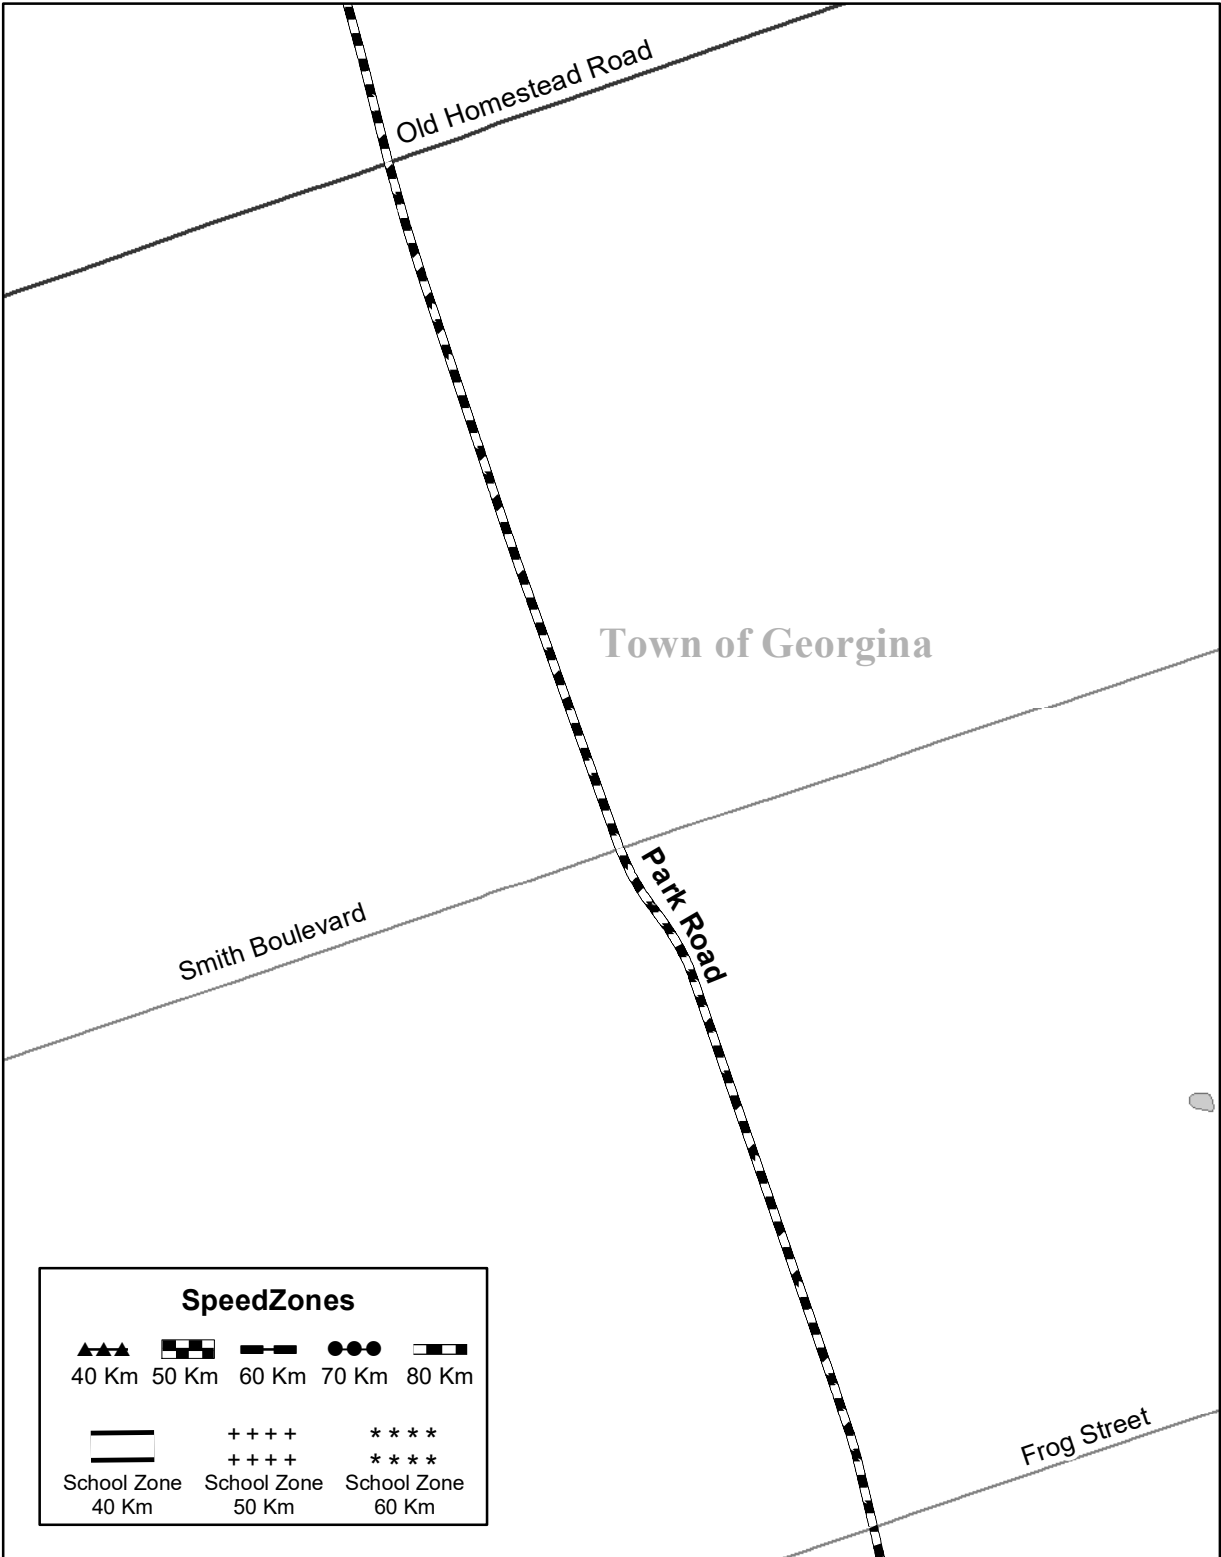 Old Homestead Road
Town of Georgina
Park Road
Smith Boulevard
SpeedZones
40 Km 50 Km 60 Km 70 Km 80 Km
School Zone School Zone School Zone
40 Km 50 Km 60 Km
Frog Street